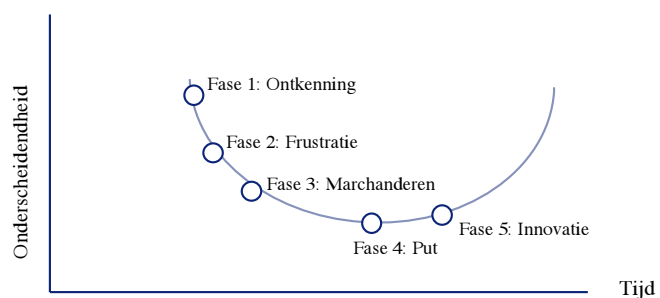 Onderscheidendheid
Fase 1: Ontkenning
Fase 2: Frustratie
Fase 3: Marchanderen
Fase 4: Put
Fase 5: Innovatie
Tijd